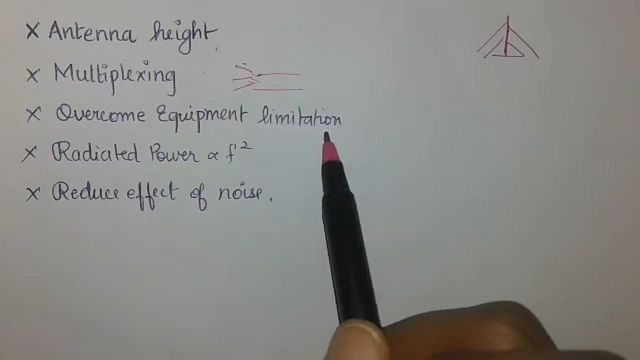 × Antenna height.
× Multiplexing
× Overcome Equipment limitation
× Radiated Power ∝ f²
× Reduce effect of noise.